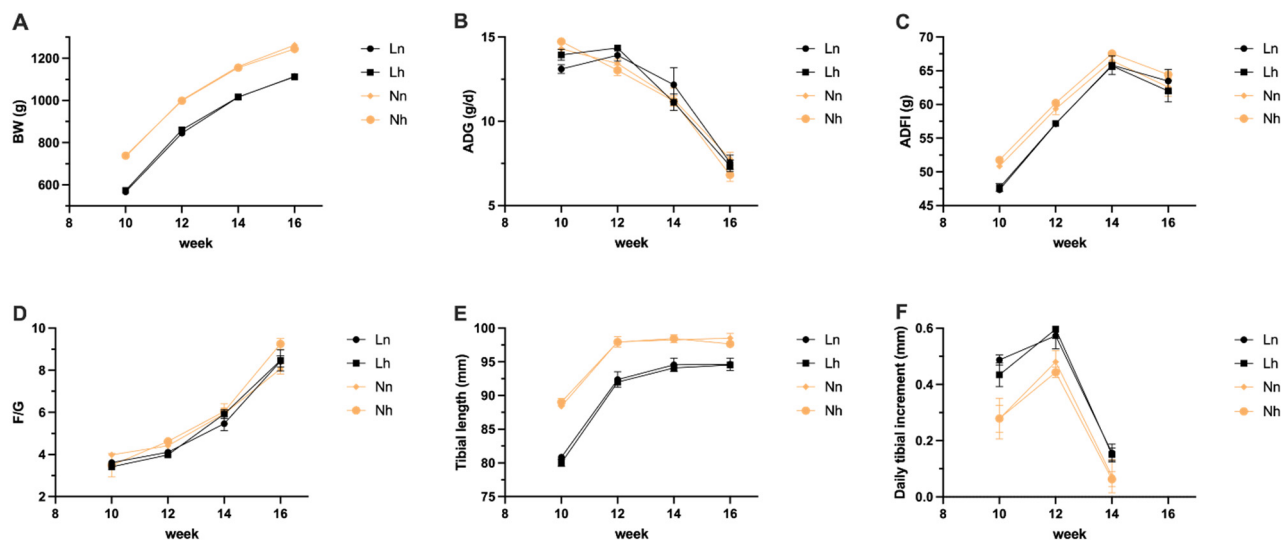 A
BW (g)
1200
1000
800
600
8 10 12 14 16
week
Ln
Lh
Nn
Nh
B
ADG (g/d)
15
10
5
8 10 12 14 16
week
Ln
Lh
Nn
Nh
C
ADFI (g)
70
65
60
55
50
45
8 10 12 14 16
week
Ln
Lh
Nn
Nh
D
F/G
10
8
6
4
2
8 10 12 14 16
week
Ln
Lh
Nn
Nh
E
Tibial length (mm)
100
95
90
85
80
75
8 10 12 14 16
week
Ln
Lh
Nn
Nh
F
Daily tibial increment (mm)
0.6
0.4
0.2
0.0
8 10 12 14 16
week
Ln
Lh
Nn
Nh